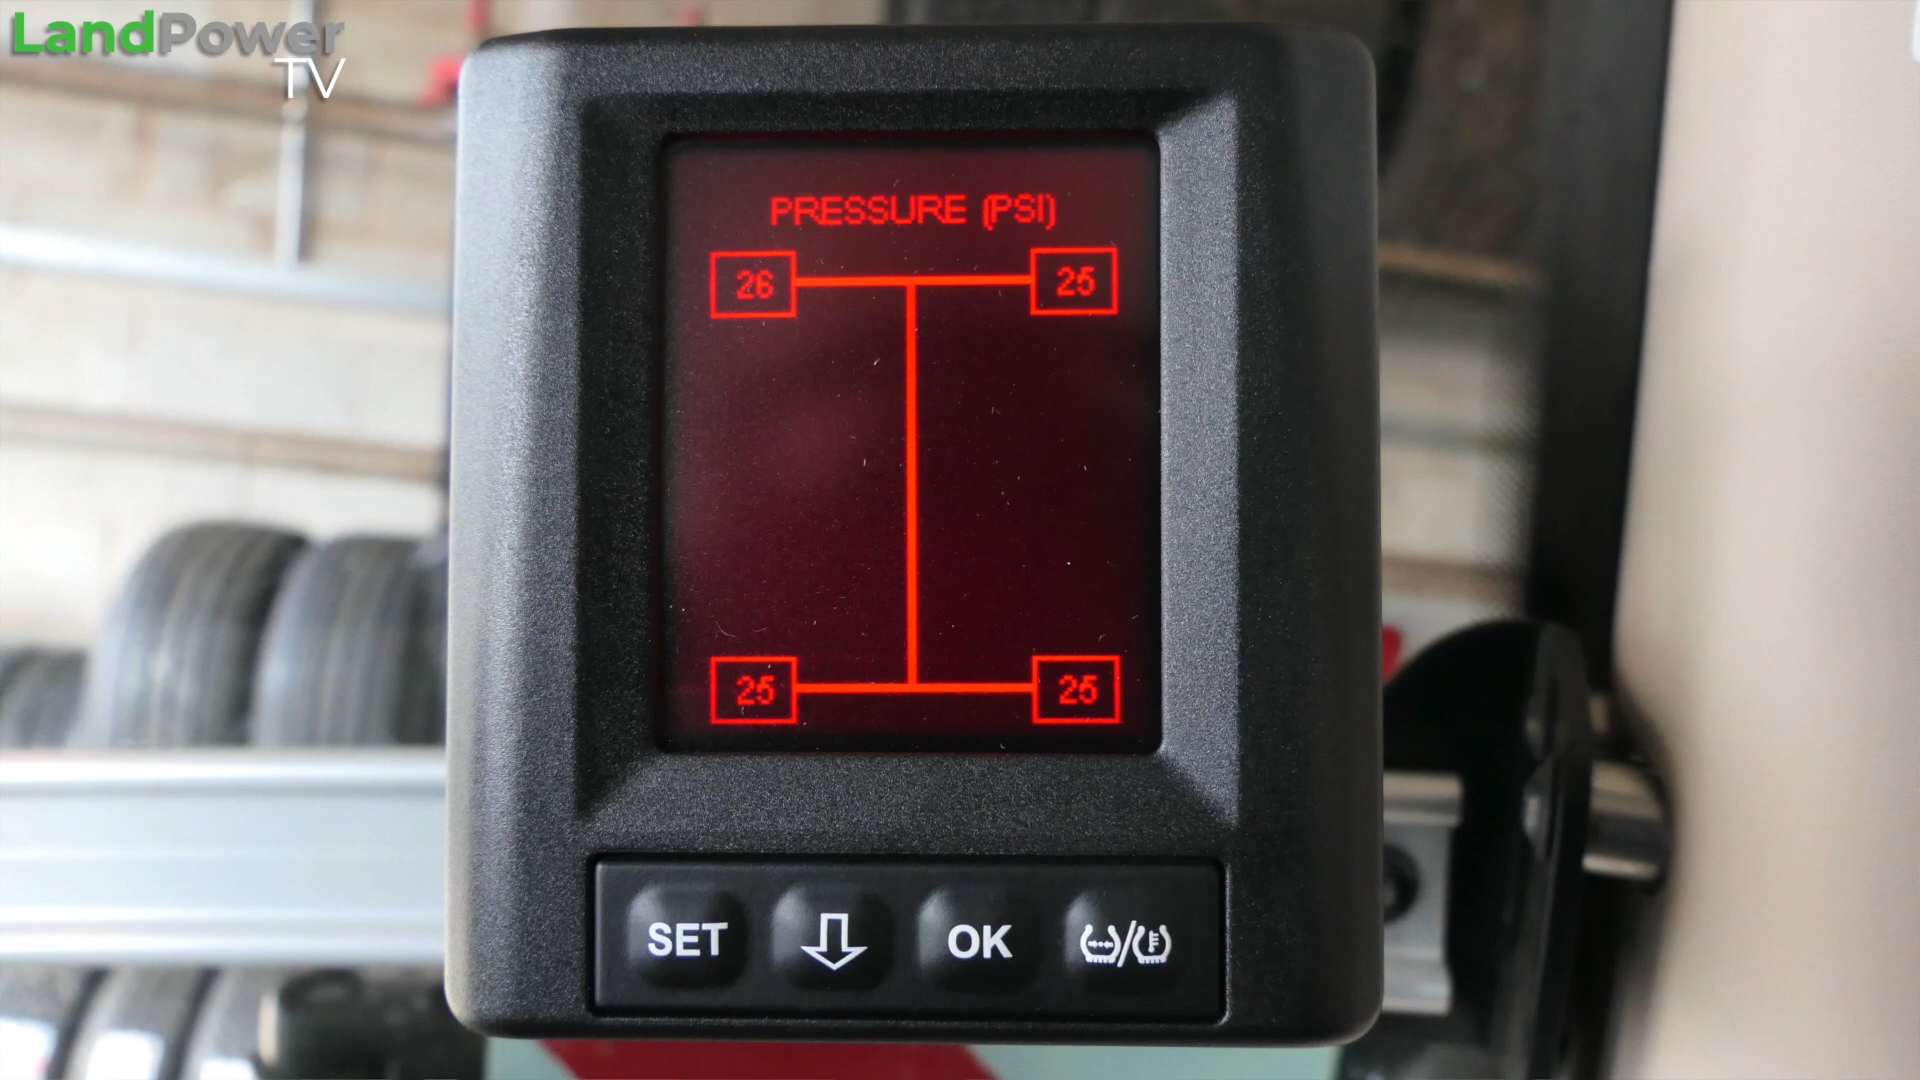 LandPower
TV
PRESSURE (PSI)
26 25
25 25
SET OK